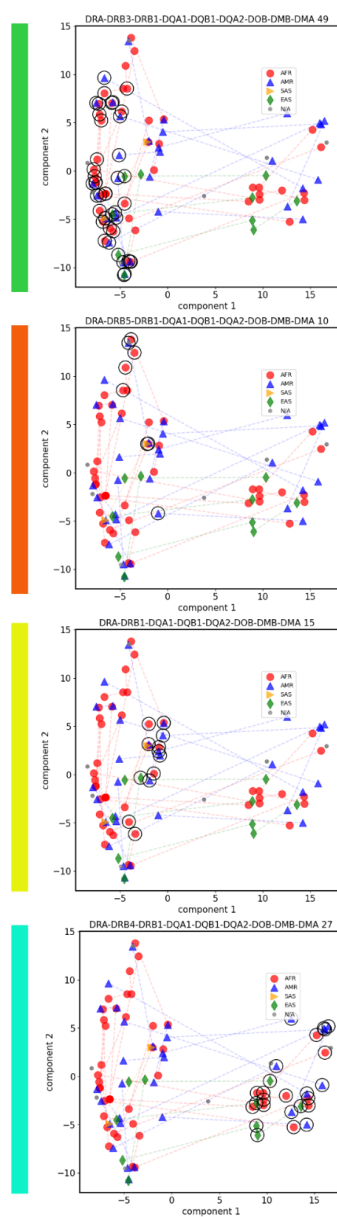 DRA-DRB3-DRB1-DQA1-DQB1-DQA2-DOB-DMB-DMA 49
15
10
5
0
−5
−10
component 2
AFR
AMR
SAS
EAS
N/A
−5
0
5
10
15
component 1
DRA-DRB5-DRB1-DQA1-DQB1-DQA2-DOB-DMB-DMA 10
15
10
5
0
−5
−10
component 2
AFR
AMR
SAS
EAS
N/A
−5
0
5
10
15
component 1
DRA-DRB1-DQA1-DQB1-DQA2-DOB-DMB-DMA 15
15
10
5
0
−5
−10
component 2
AFR
AMR
SAS
EAS
N/A
−5
0
5
10
15
component 1
DRA-DRB4-DRB1-DQA1-DQB1-DQA2-DOB-DMB-DMA 27
15
10
5
0
−5
−10
component 2
AFR
AMR
SAS
EAS
N/A
−5
0
5
10
15
component 1